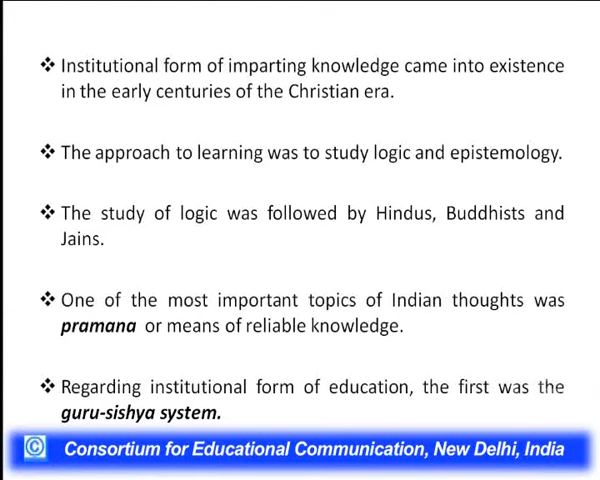 ❖ Institutional form of imparting knowledge came into existence
in the early centuries of the Christian era.
❖ The approach to learning was to study logic and epistemology.
❖ The study of logic was followed by Hindus, Buddhists and
Jains.
❖ One of the most important topics of Indian thoughts was
pramana or means of reliable knowledge.
❖ Regarding institutional form of education, the first was the
guru-sishya system.
© Consortium for Educational Communication, New Delhi, India